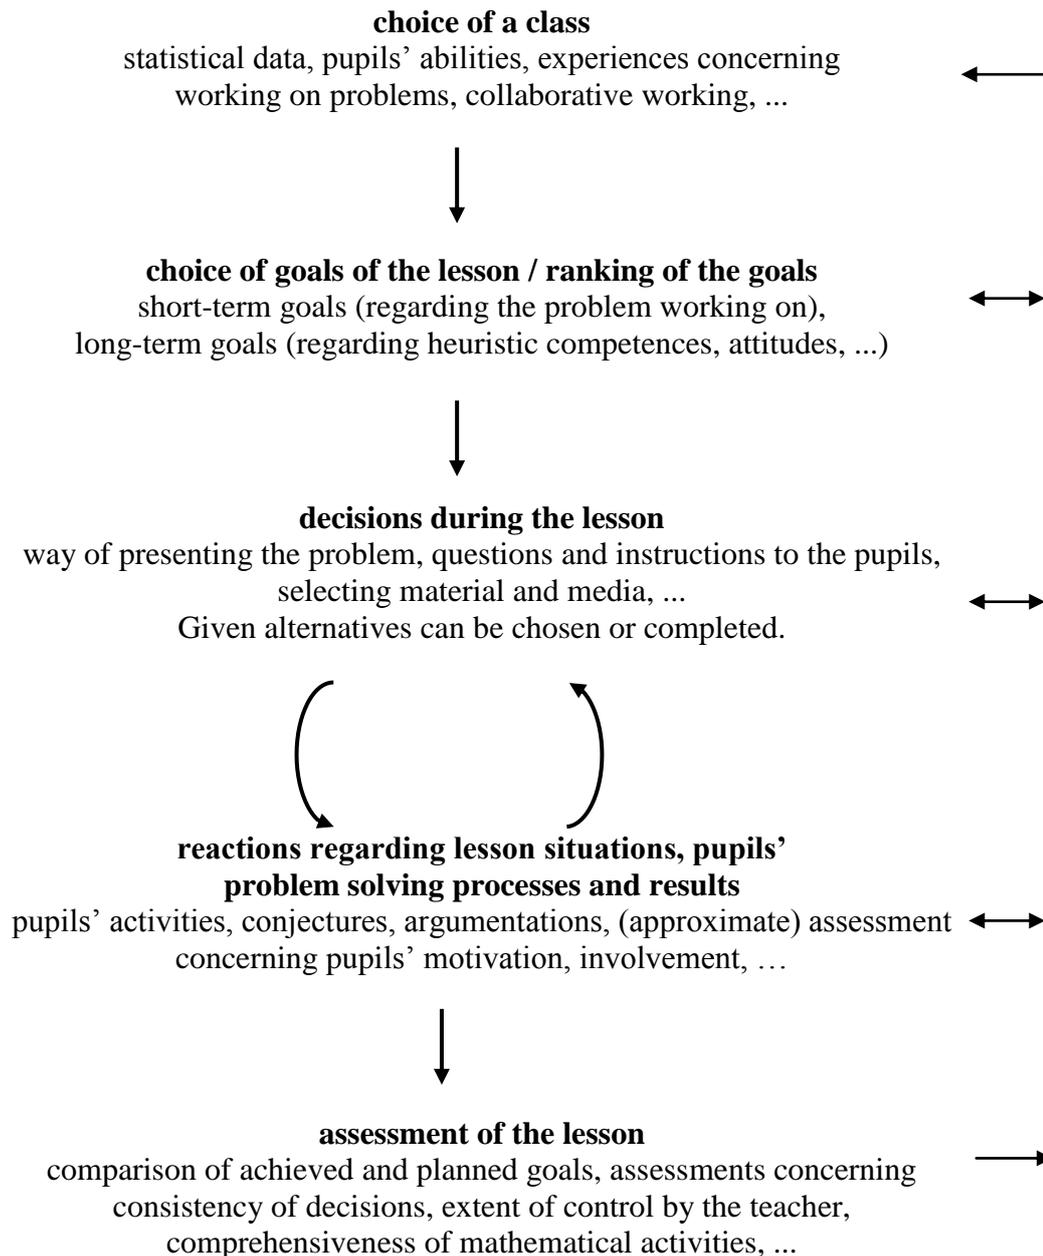 choice of a class
statistical data, pupils’ abilities, experiences concerning
working on problems, collaborative working, ...
choice of goals of the lesson / ranking of the goals
short-term goals (regarding the problem working on),
long-term goals (regarding heuristic competences, attitudes, ...)
decisions during the lesson
way of presenting the problem, questions and instructions to the pupils,
selecting material and media, ...
Given alternatives can be chosen or completed.
reactions regarding lesson situations, pupils’
problem solving processes and results
pupils’ activities, conjectures, argumentations, (approximate) assessment
concerning pupils’ motivation, involvement, …
assessment of the lesson
comparison of achieved and planned goals, assessments concerning
consistency of decisions, extent of control by the teacher,
comprehensiveness of mathematical activities, ...